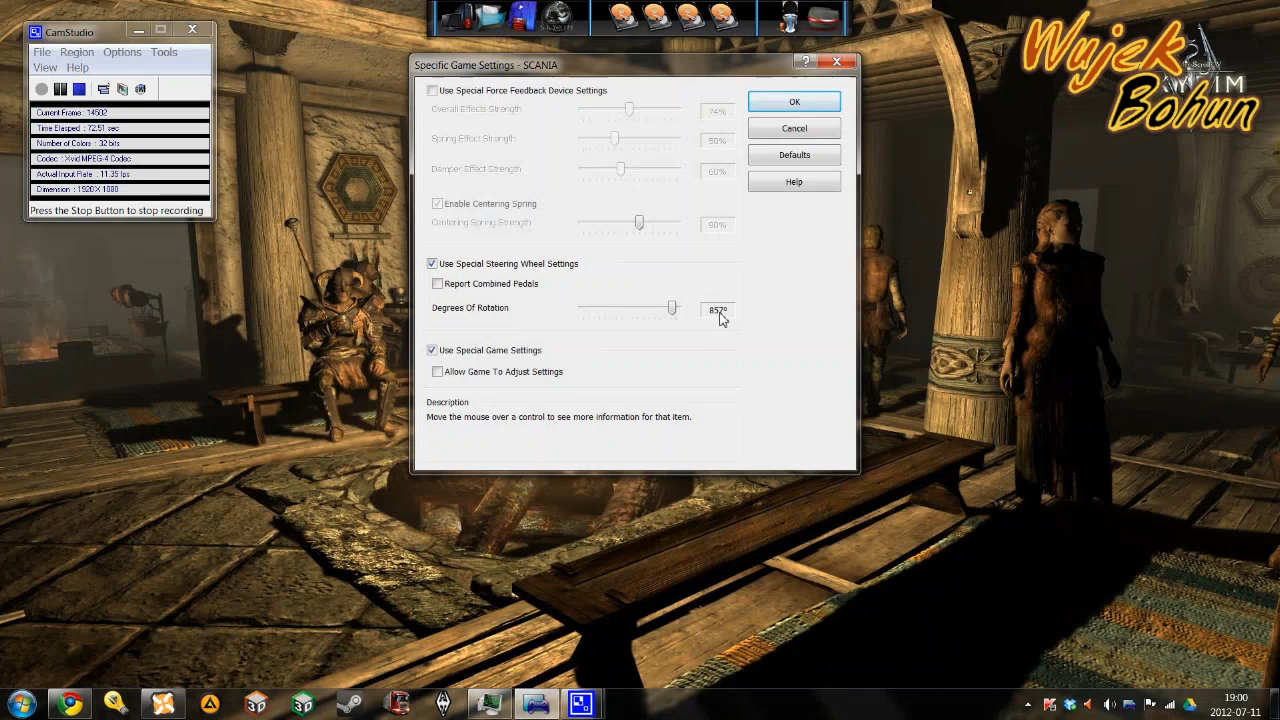 CamStudio
File Region Options Tools
View Help
Current Frame : 14502
Time Elasped : 72.51 sec
Number of Colors : 32 bits
Codec : Xvid MPEG-4 Codec
Actual Input Rate : 11.35 fps
Dimension : 1920 X 1080
Press the Stop Button to stop recording
Specific Game Settings - SCANIA
Use Special Force Feedback Device Settings
Overall Effects Strength 74%
Spring Effect Strength 50%
Damper Effect Strength 60%
Enable Centering Spring
Centering Spring Strength 90%
Use Special Steering Wheel Settings
Report Combined Pedals
Degrees Of Rotation 857°
Use Special Game Settings
Allow Game To Adjust Settings
Description
Move the mouse over a control to see more information for that item.
OK
Cancel
Defaults
Help
Wujek
Bohun
19:00
2012-07-11